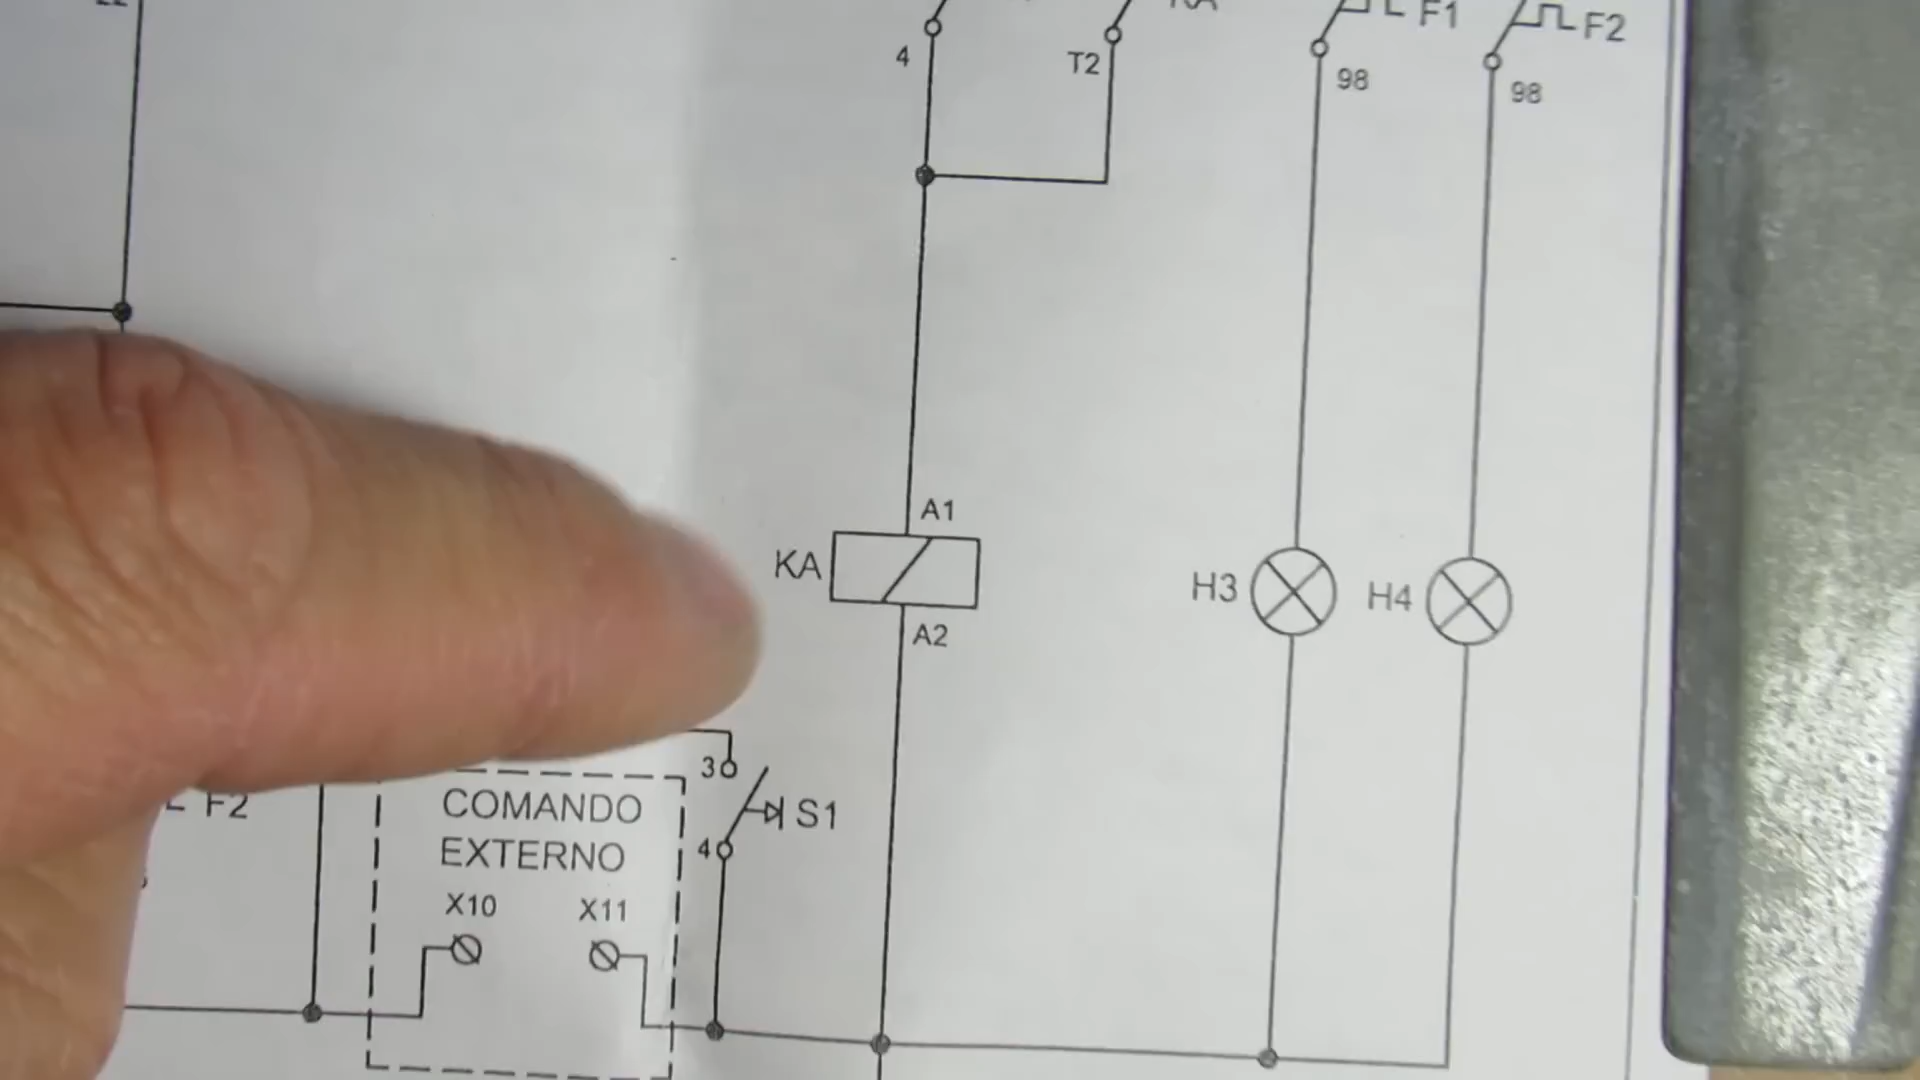 F1
F2
4
T2
98
98
A1
KA
H3
H4
A2
3
F2
COMANDO
S1
EXTERNO
4
X10
X11